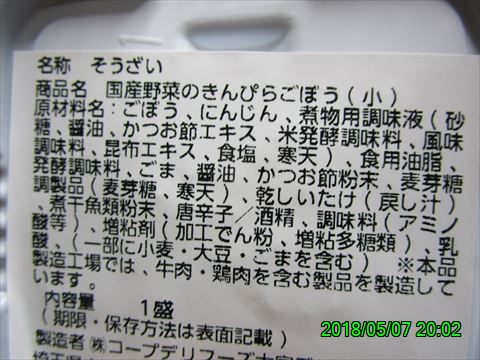 名称　そうざい
商品名　国産野菜のきんぴらごぼう（小）
原材料名：ごぼう、にんじん、煮物用調味液（砂
糖、醤油、かつお節エキス、米発酵調味料、風味
調味料、昆布エキス、食塩、寒天）、食用油脂、
発酵調味料、ごま、醤油、かつお節粉末、麦芽糖
調製品（麦芽糖、寒天）、乾しいたけ（戻し汁）
、煮干魚類粉末、唐辛子／酒精、調味料（アミノ
酸等）、増粘剤（加工でん粉、増粘多糖類）、乳
酸、（一部に小麦・大豆・ごまを含む）　※本品
製造工場では、牛肉・鶏肉を含む製品を製造して
います。
内容量　１盛
（期限・保存方法は表面記載）
製造者　㈱コープデリフーズ
2018/05/07 20:02